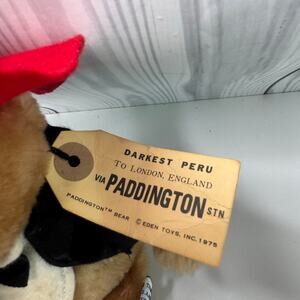 DARKEST PERU
TO LONDON, ENGLAND
VIA PADDINGTON STN
PADDINGTON™ BEAR ©EDEN TOYS, INC. 1975